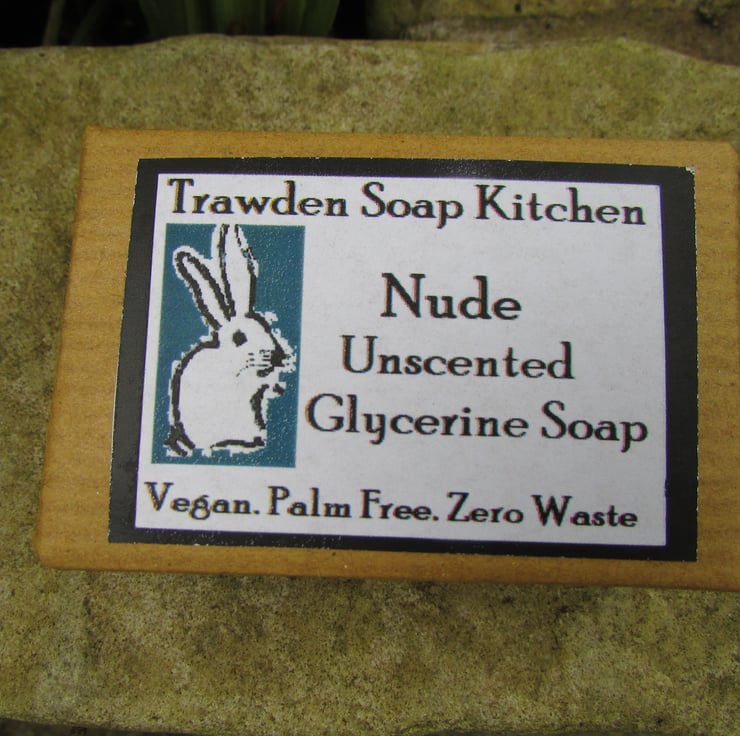 Trawden Soap Kitchen
Nude
Unscented
Glycerine Soap
Vegan. Palm Free. Zero Waste